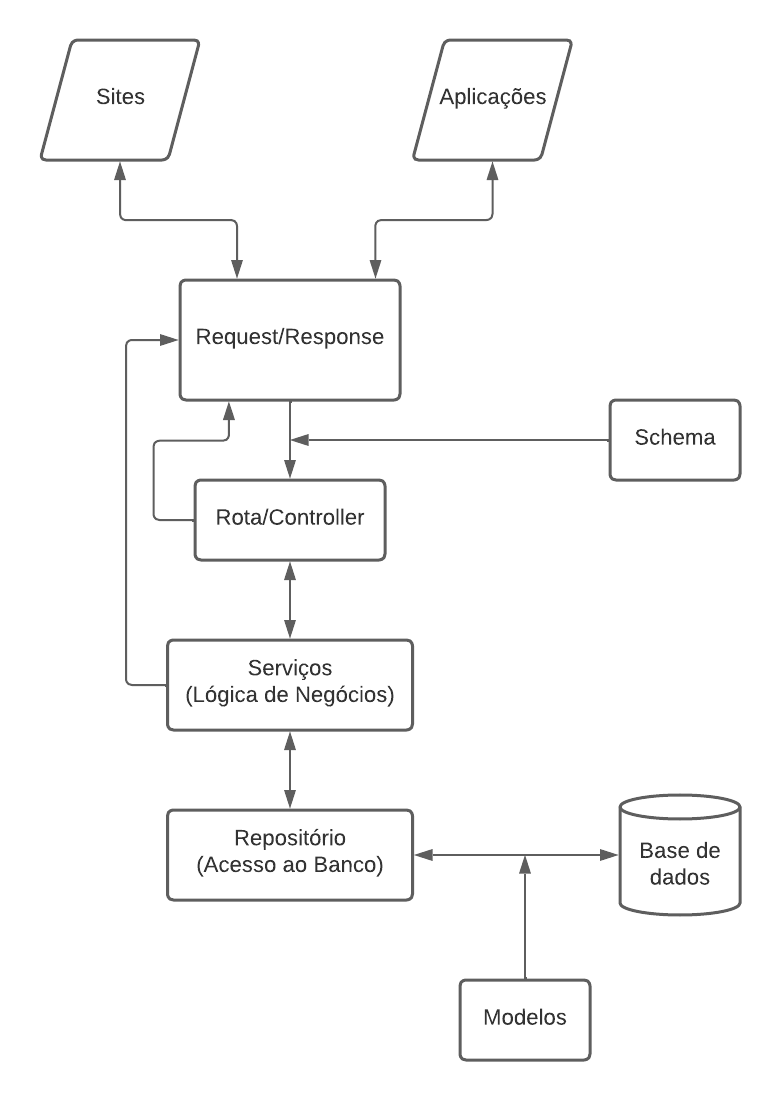 Sites
Aplicações
Request/Response
Schema
Rota/Controller
Serviços
(Lógica de Negócios)
Repositório
(Acesso ao Banco)
Base de
dados
Modelos